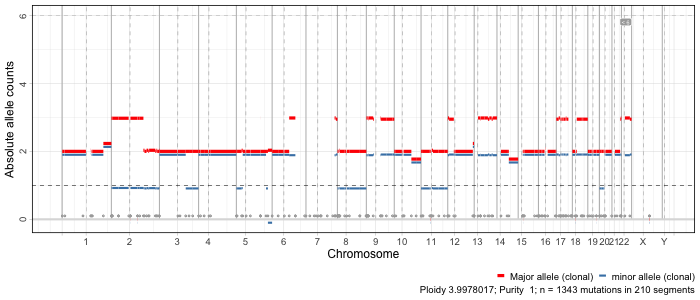 Absolute allele counts
6
4
2
0
1 2 3 4 5 6 7 8 9 10 11 12 13 14 15 16 17 18 19 20 21 22 X Y
Chromosome
Major allele (clonal) minor allele (clonal)
Ploidy 3.9978017; Purity 1; n = 1343 mutations in 210 segments